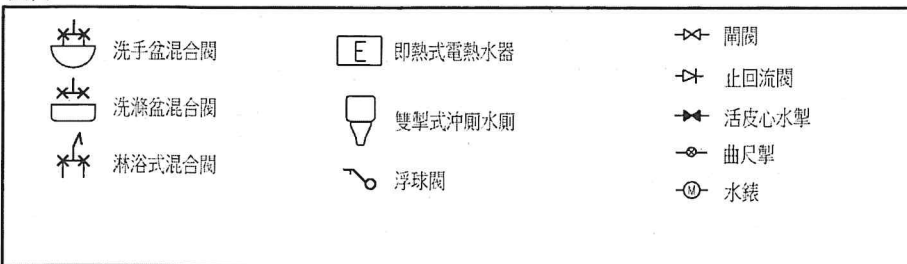 洗手盆混合閥
洗滌盆混合閥
淋浴式混合閥
E 即熱式電熱水器
雙掣式沖廁水廁
浮球閥
閘閥
止回流閥
活皮心水掣
曲尺掣
M 水錶